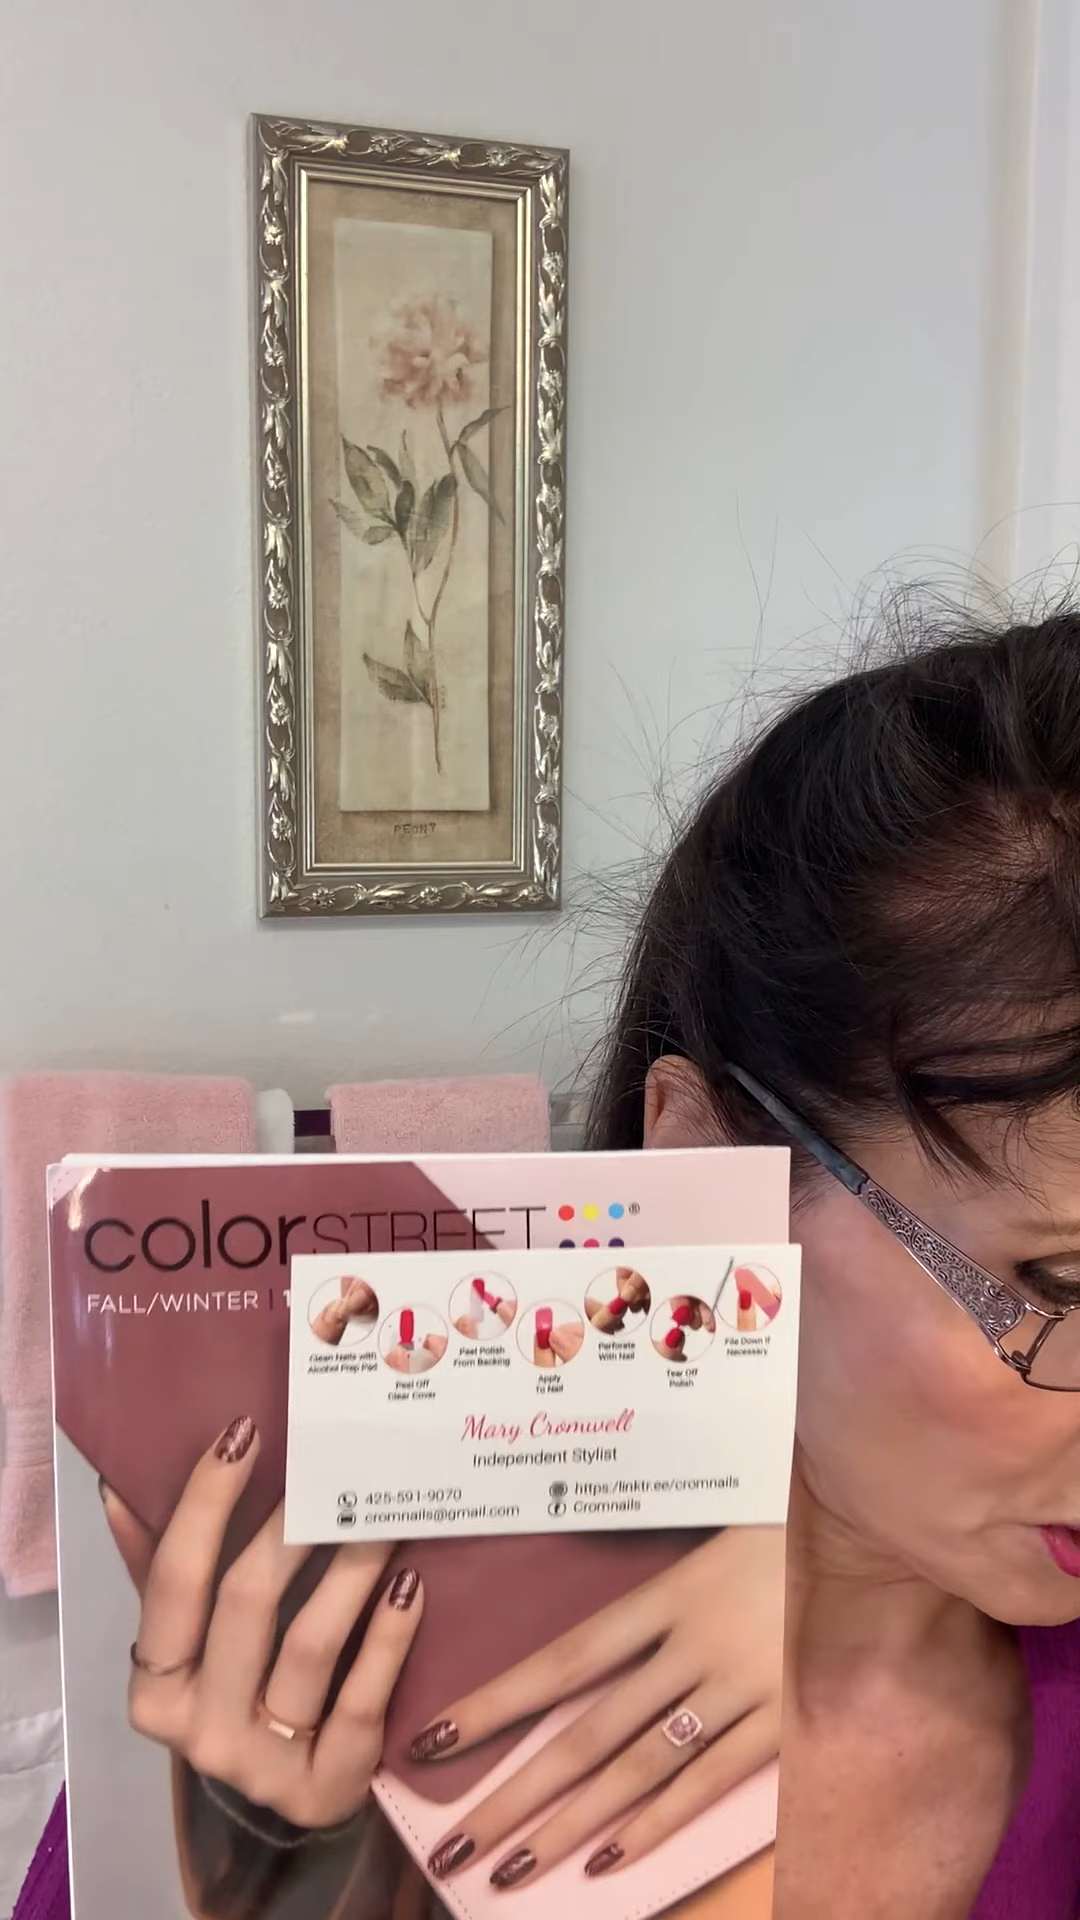 PEONY
colorSTREET®
FALL/WINTER | 1
Clean Nails with
Alcohol Prep Pad
Peel Off
Clear Cover
Peel Polish
From Backing
Apply
To Nail
Perforate
With Nail
Tear Off
Polish
File Down If
Necessary
Mary Cromwell
Independent Stylist
425-591-9070
cromnails@gmail.com
https:/linktr.ee/cromnails
Cromnails